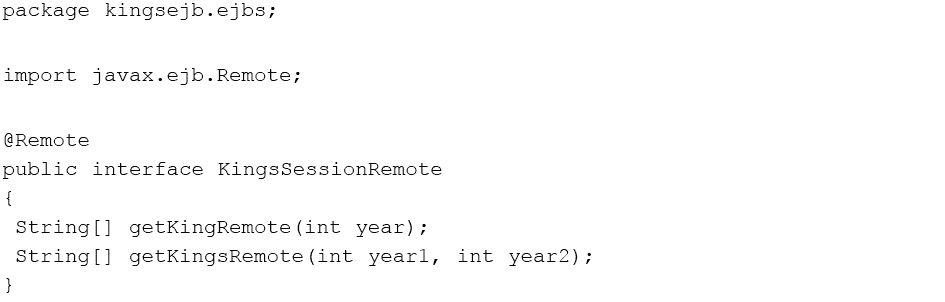 package kingsejb.ejbs;
import javax.ejb.Remote;
@Remote
public interface KingsSessionRemote
{
String[] getKingRemote(int year);
String[] getKingsRemote(int year1, int year2);
}